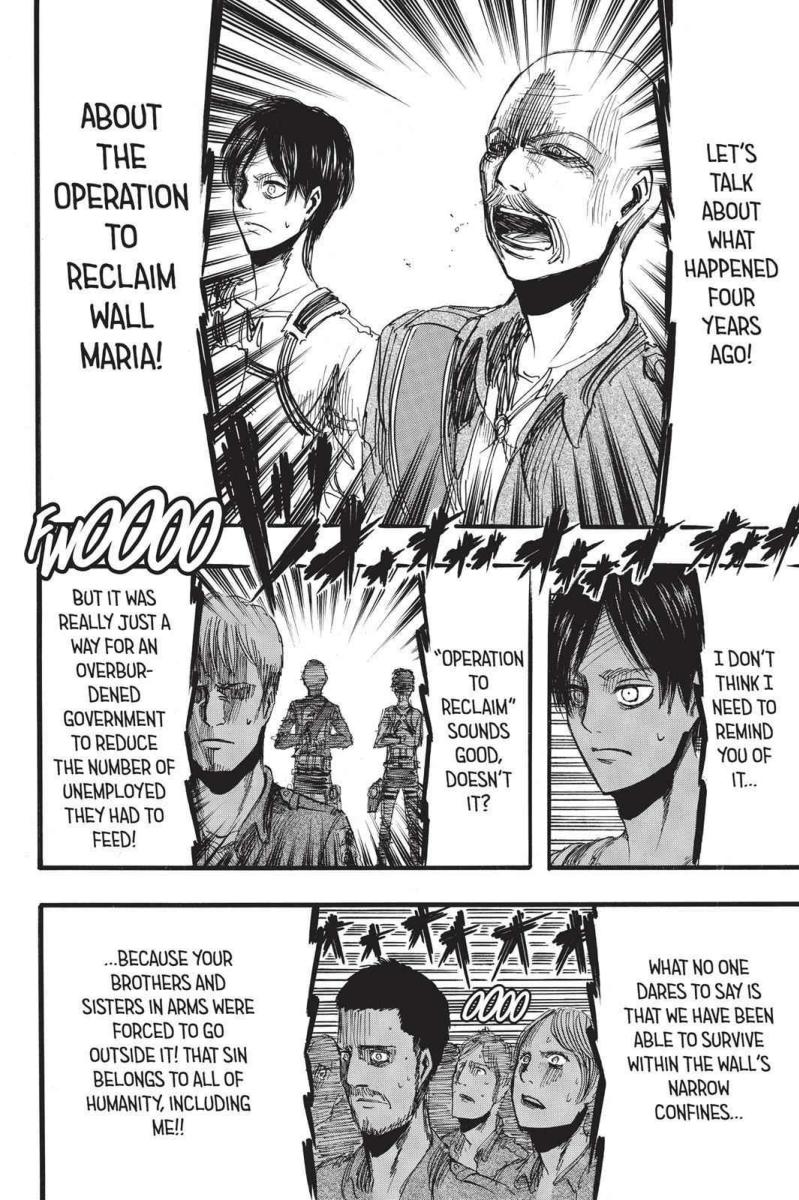 LET'S
TALK
ABOUT
WHAT
HAPPENED
FOUR
YEARS
AGO!
ABOUT
THE
OPERATION
TO
RECLAIM
WALL
MARIA!
FWOOOO
I DON'T
THINK I
NEED TO
REMIND
YOU OF
IT...
"OPERATION
TO
RECLAIM"
SOUNDS
GOOD,
DOESN'T
IT?
BUT IT WAS
REALLY JUST A
WAY FOR AN
OVERBUR-
DENED
GOVERNMENT
TO REDUCE
THE NUMBER OF
UNEMPLOYED
THEY HAD TO
FEED!
WHAT NO ONE
DARES TO SAY IS
THAT WE HAVE BEEN
ABLE TO SURVIVE
WITHIN THE WALL'S
NARROW
CONFINES...
OOOO
...BECAUSE YOUR
BROTHERS AND
SISTERS IN ARMS WERE
FORCED TO GO
OUTSIDE IT! THAT SIN
BELONGS TO ALL OF
HUMANITY, INCLUDING
ME!!